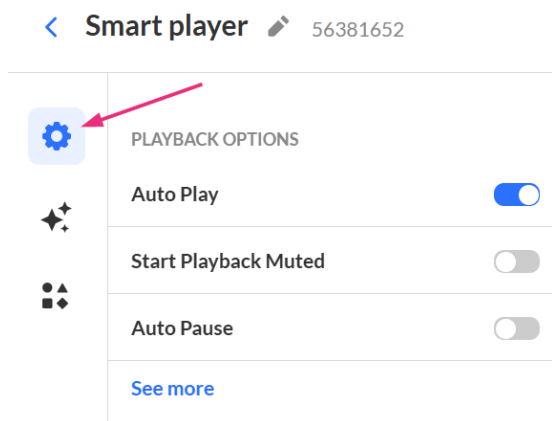 Smart player 56381652
PLAYBACK OPTIONS
Auto Play
Start Playback Muted
Auto Pause
See more